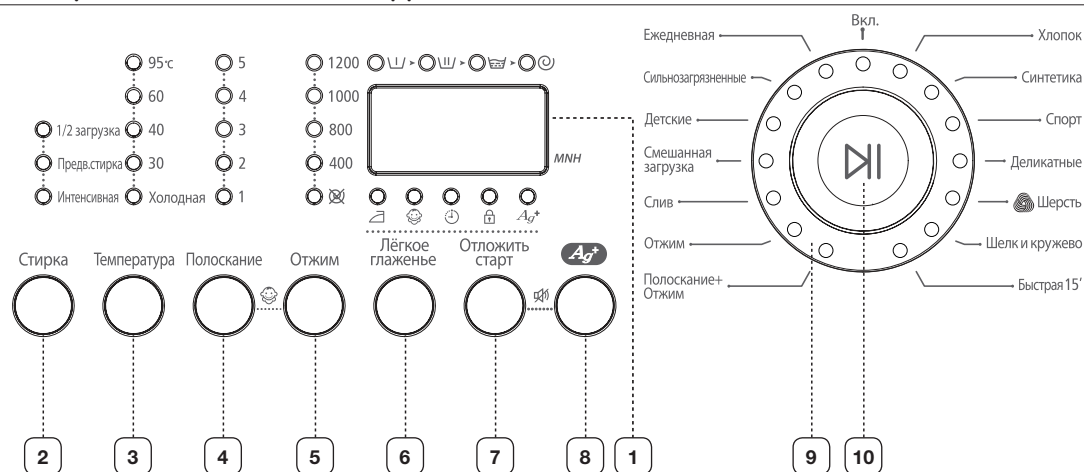 Вкл.
Ежедневная
Хлопок
Сильнозагрязненные
Синтетика
Детские
Спорт
Смешанная
загрузка
Деликатные
Слив
Шерсть
Отжим
Шелк и кружево
Полоскание+
Отжим
Быстрая 15'
95°c 5 1200
60 4 1000
1/2 загрузка 40 3 800
Предв.стирка 30 2 400
Интенсивная Холодная 1
MNH
Ag+
Стирка
Температура
Полоскание
Отжим
Лёгкое
глаженье
Отложить
старт
Ag+
2 3 4 5 6 7 8 1 9 10